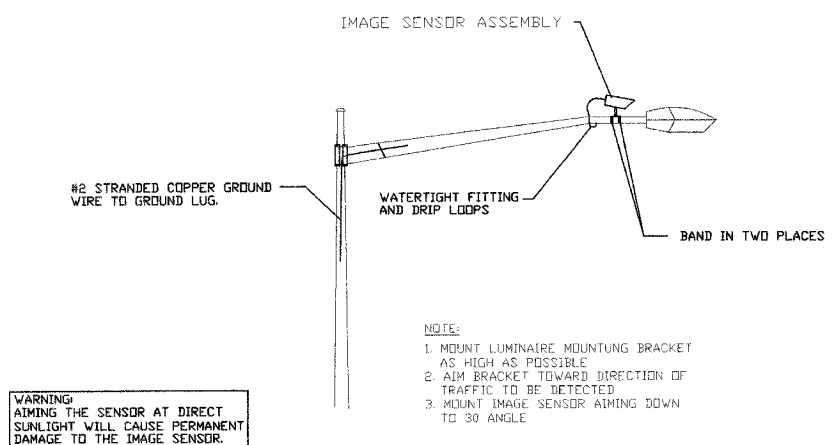 IMAGE SENSOR ASSEMBLY
#2 STRANDED COPPER GROUND
WIRE TO GROUND LUG.
WATERTIGHT FITTING
AND DRIP LOOPS
BAND IN TWO PLACES
NOTE:
1. MOUNT LUMINAIRE MOUNTUNG BRACKET
AS HIGH AS POSSIBLE
2. AIM BRACKET TOWARD DIRECTION OF
TRAFFIC TO BE DETECTED
3. MOUNT IMAGE SENSOR AIMING DOWN
TO 30 ANGLE
WARNING:
AIMING THE SENSOR AT DIRECT
SUNLIGHT WILL CAUSE PERMANENT
DAMAGE TO THE IMAGE SENSOR.